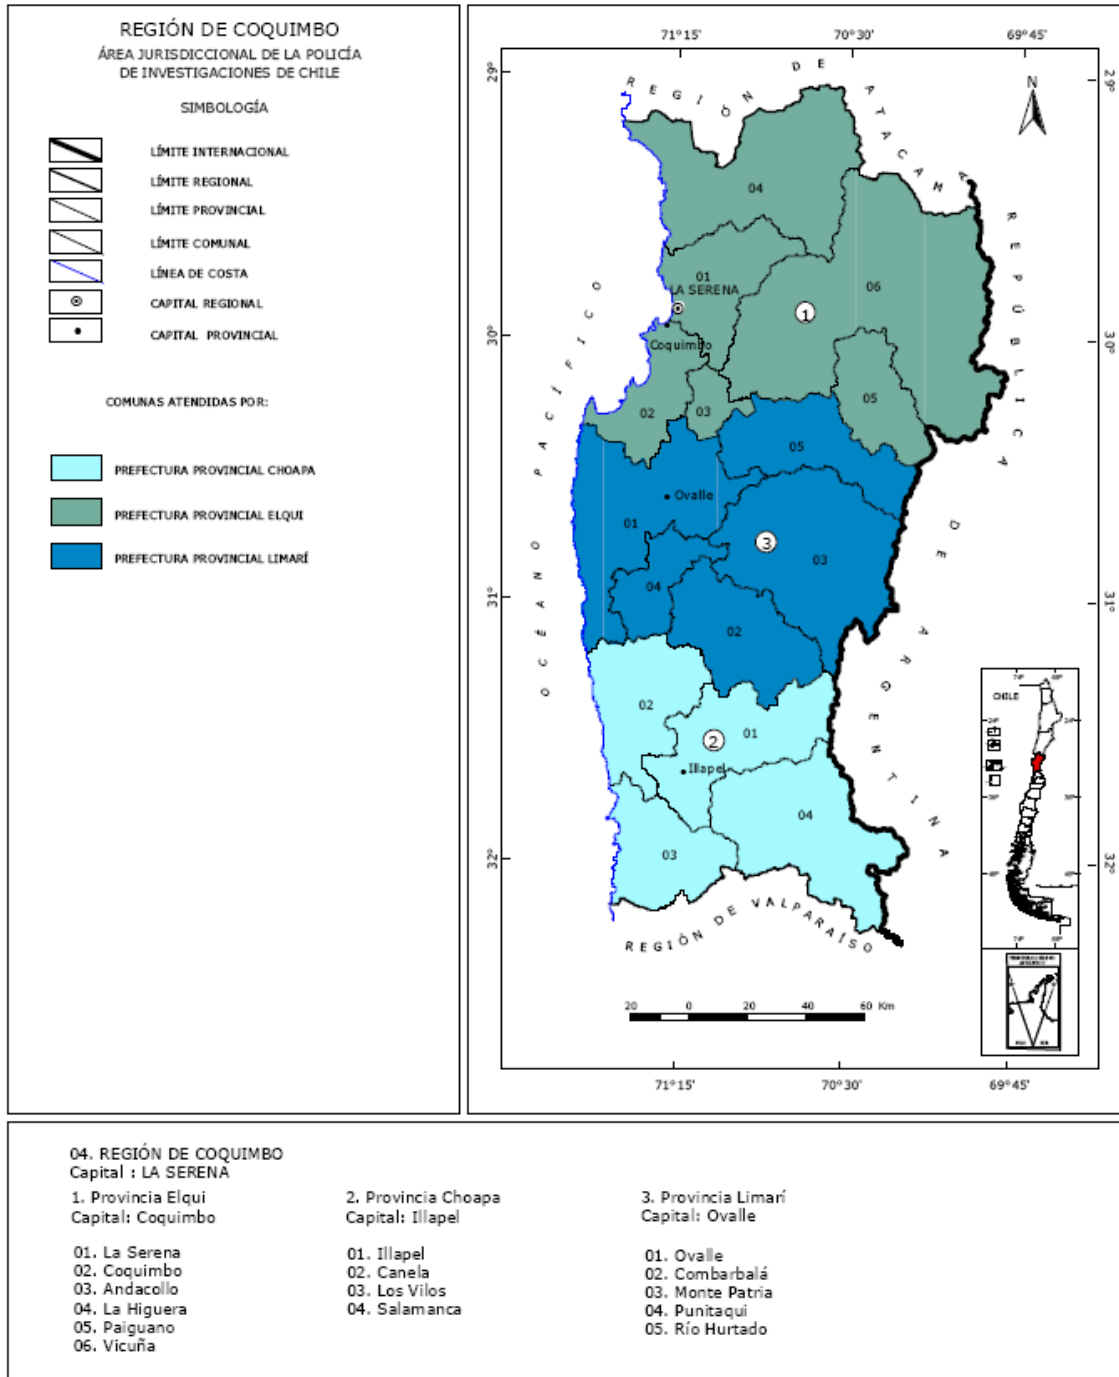 REGIÓN DE COQUIMBO
ÁREA JURISDICCIONAL DE LA POLICÍA
DE INVESTIGACIONES DE CHILE
SIMBOLOGÍA
LÍMITE INTERNACIONAL
LÍMITE REGIONAL
LÍMITE PROVINCIAL
LÍMITE COMUNAL
LÍNEA DE COSTA
CAPITAL REGIONAL
CAPITAL PROVINCIAL
COMUNAS ATENDIDAS POR:
PREFECTURA PROVINCIAL CHOAPA
PREFECTURA PROVINCIAL ELQUI
PREFECTURA PROVINCIAL LIMARÍ
71°15' 70°30' 69°45'
29° 29°
REGIÓN DE ATACAMA
N
04
01
LA SERENA
06
1
REPÚBLICA DE ARGENTINA
OCÉANO PACÍFICO
30° 30°
Coquimbo
02
03
05
05
Ovalle
01
3
03
04
31° 31°
02
02
01
2
Illapel
04
03
32° 32°
REGIÓN DE VALPARAÍSO
20 0 20 40 60 Km
71°15' 70°30' 69°45'
CHILE
04. REGIÓN DE COQUIMBO
Capital : LA SERENA
1. Provincia Elqui
Capital: Coquimbo
01. La Serena
02. Coquimbo
03. Andacollo
04. La Higuera
05. Paiguano
06. Vicuña
2. Provincia Choapa
Capital: Illapel
01. Illapel
02. Canela
03. Los Vilos
04. Salamanca
3. Provincia Limarí
Capital: Ovalle
01. Ovalle
02. Combarbalá
03. Monte Patria
04. Punitaqui
05. Río Hurtado